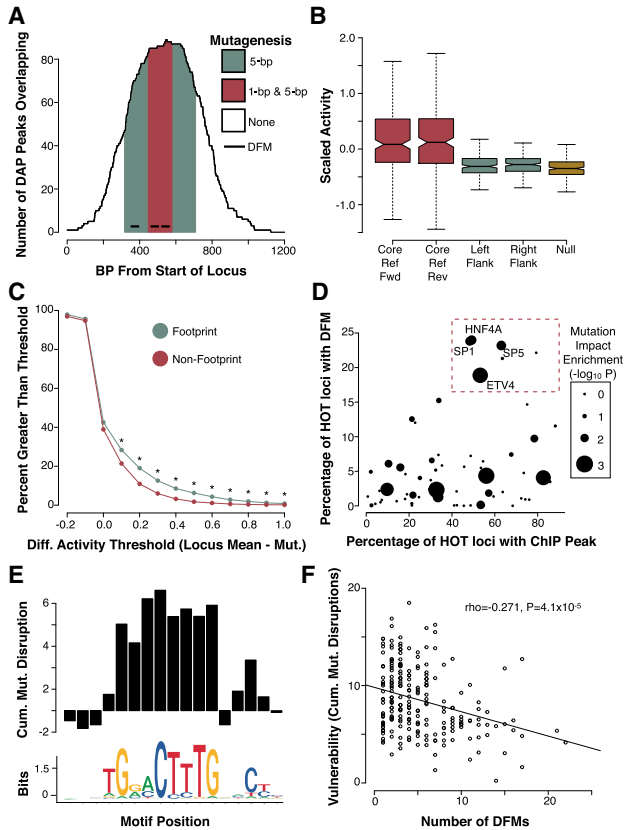 A
Number of DAP Peaks Overlapping
80
60
40
20
0
0 400 800 1200
BP From Start of Locus
Mutagenesis
5-bp
1-bp & 5-bp
None
DFM
B
Scaled Activity
2.0
1.0
0.0
-1.0
Core Ref Fwd
Core Ref Rev
Left Flank
Right Flank
Null
C
Percent Greater Than Threshold
100
80
60
40
20
0
Footprint
Non-Footprint
* * * * * * * * * *
-0.2 0.0 0.2 0.4 0.6 0.8 1.0
Diff. Activity Threshold (Locus Mean - Mut.)
D
Percentage of HOT loci with DFM
25
20
15
10
5
0
HNF4A
SP1
SP5
ETV4
0 20 40 60 80
Percentage of HOT loci with ChIP Peak
Mutation
Impact
Enrichment
(-log10 P)
0
1
2
3
E
Cum. Mut. Disruption
6
4
2
0
-2
Bits
1.5
0
TGGACTTTG CT
Motif Position
F
Vulnerability (Cum. Mut. Disruptions)
20
10
0
rho=-0.271, P=4.1x10-5
0 10 20
Number of DFMs